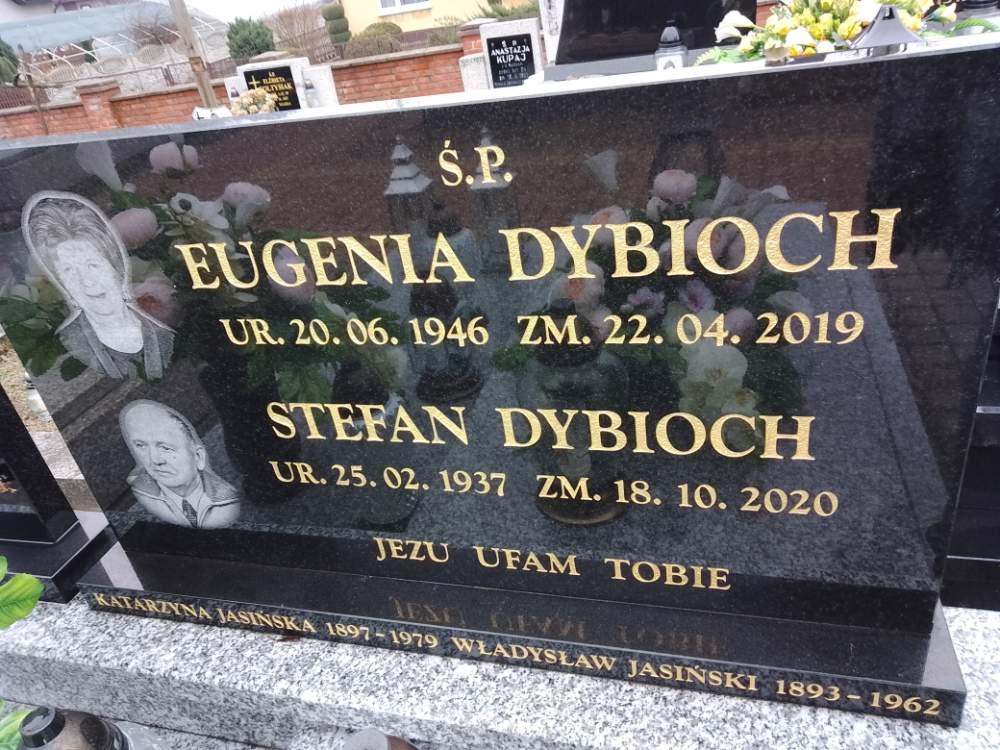 ANASTAZJA
KUPAJ
Ś.P.
EUGENIA DYBIOCH
UR. 20. 06. 1946 ZM. 22. 04. 2019
STEFAN DYBIOCH
UR. 25. 02. 1937 ZM. 18. 10. 2020
JEZU UFAM TOBIE
KATARZYNA JASIŃSKA 1897 - 1979 WŁADYSŁAW JASIŃSKI 1893 - 1962